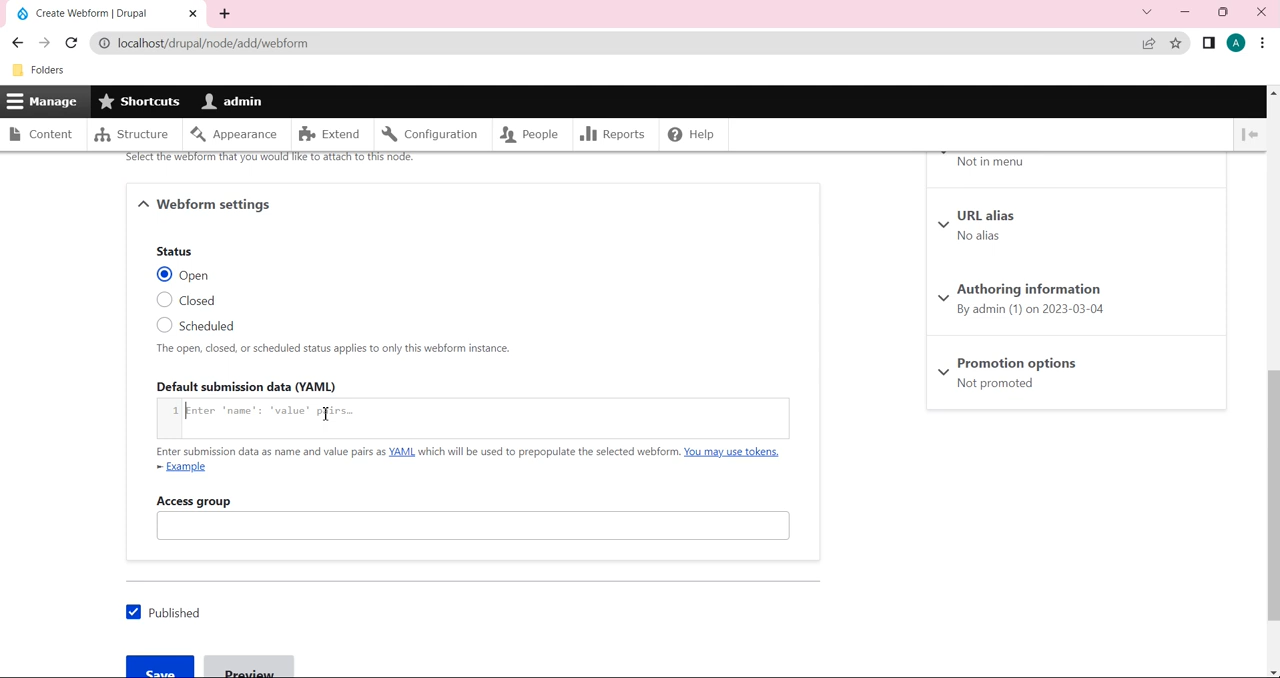 Create Webform | Drupal
localhost/drupal/node/add/webform
A
Folders
Manage Shortcuts admin
Content Structure Appearance Extend Configuration People Reports Help
Select the webform that you would like to attach to this node.
Webform settings
Status
Open
Closed
Scheduled
The open, closed, or scheduled status applies to only this webform instance.
Default submission data (YAML)
1 Enter 'name': 'value' pairs…
Enter submission data as name and value pairs as YAML which will be used to prepopulate the selected webform. You may use tokens.
► Example
Access group
Published
Save Preview
Not in menu
URL alias
No alias
Authoring information
By admin (1) on 2023-03-04
Promotion options
Not promoted